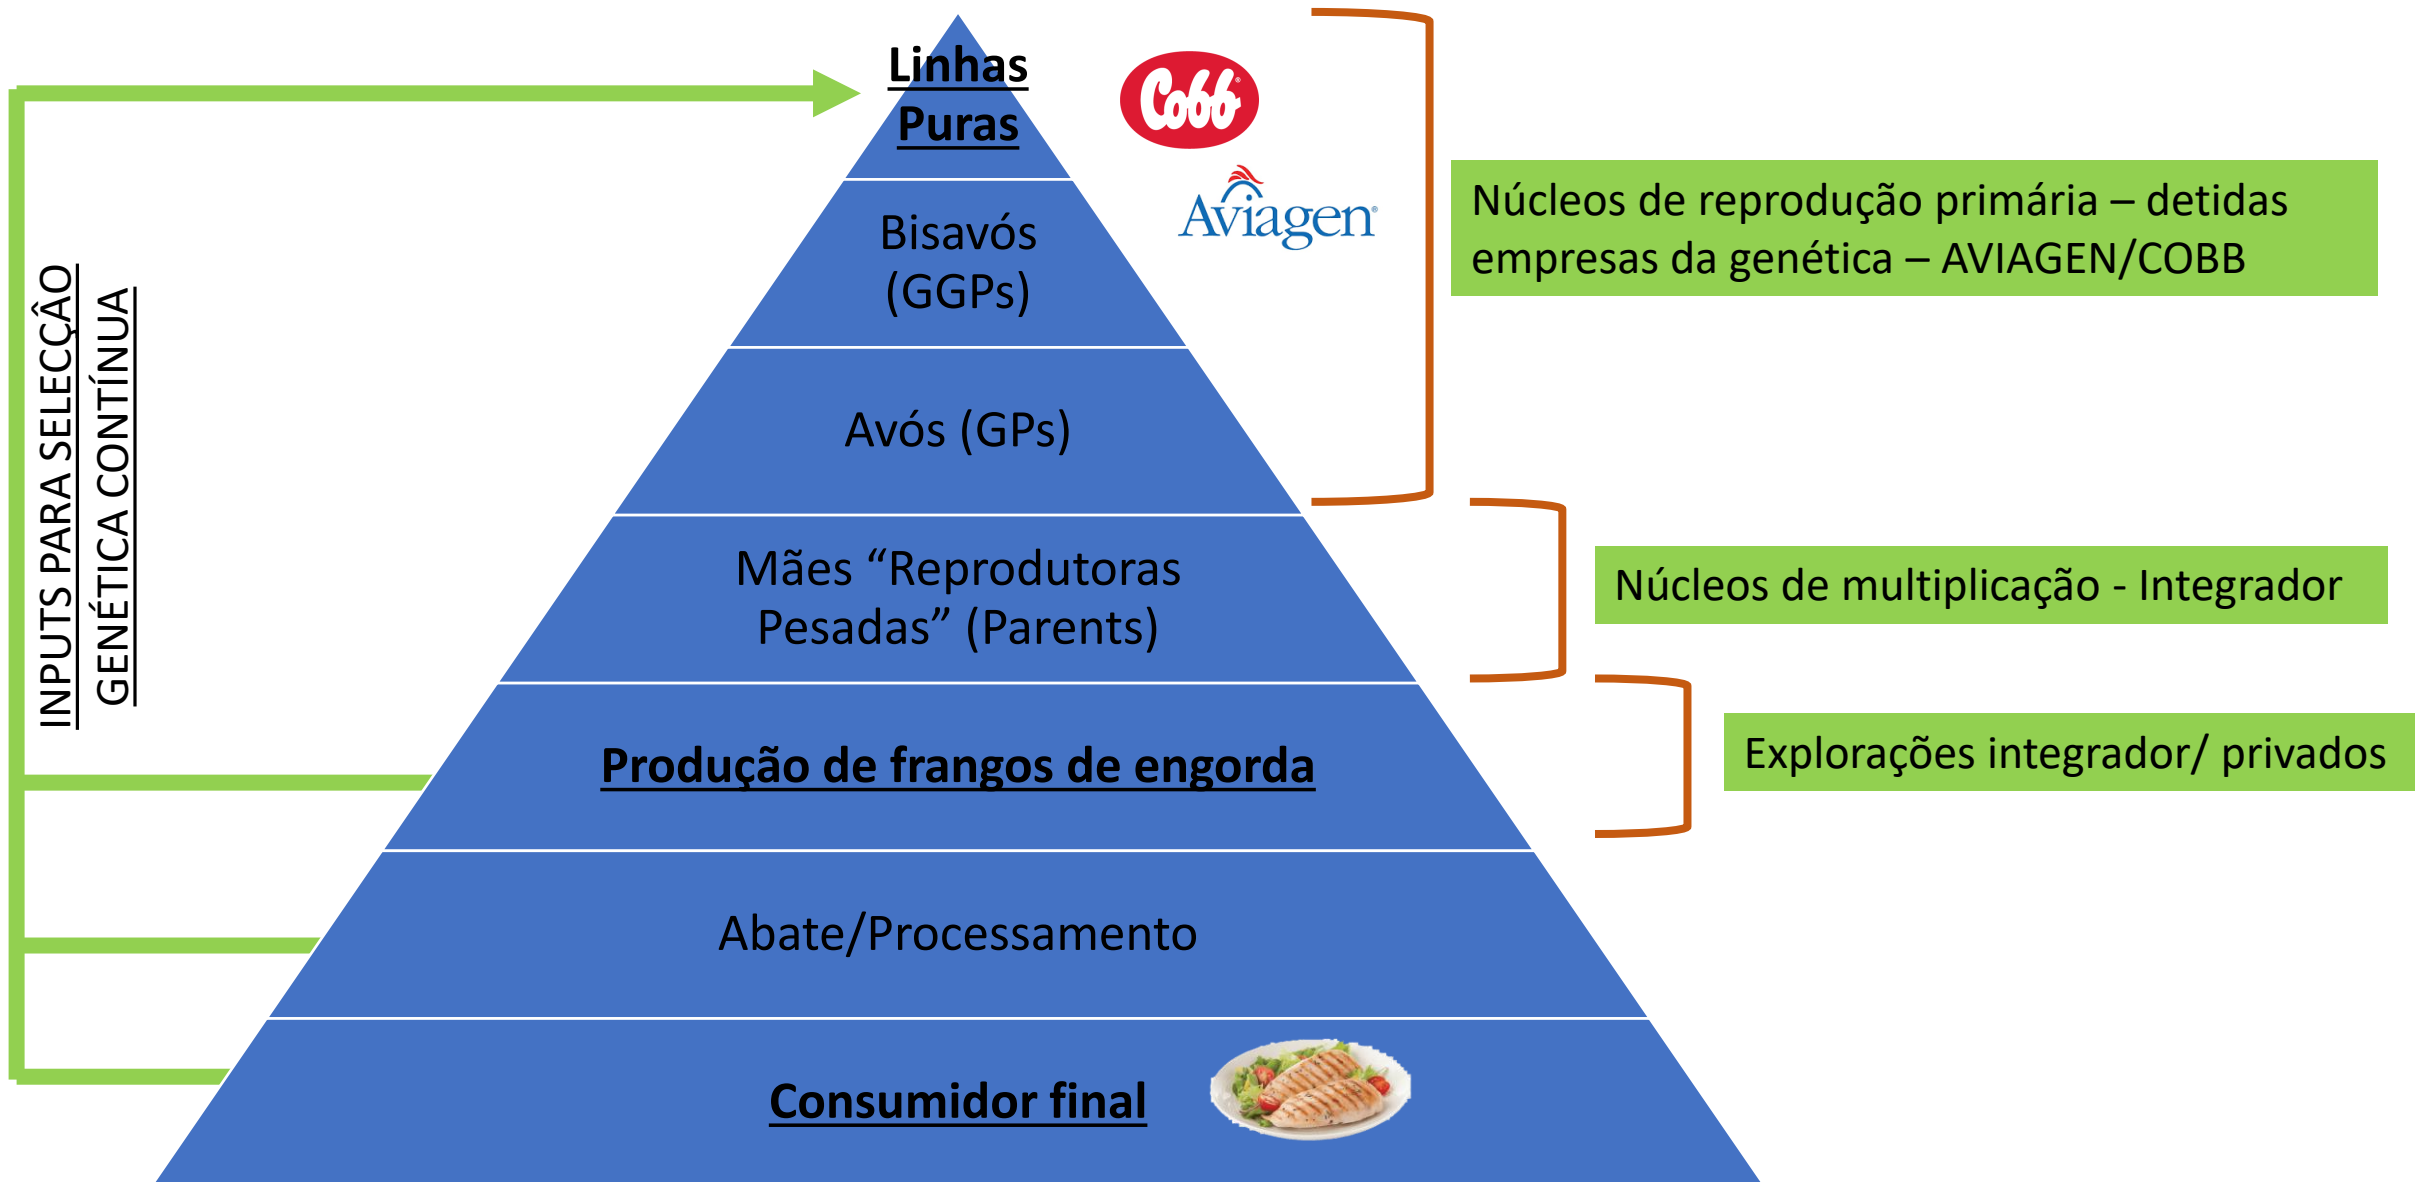 Linhas
Puras
Cobb®
Aviagen®
Bisavós
(GGPs)
Núcleos de reprodução primária – detidas
empresas da genética – AVIAGEN/COBB
INPUTS PARA SELECÇÂO
GENÉTICA CONTÍNUA
Avós (GPs)
Mães “Reprodutoras
Pesadas” (Parents)
Núcleos de multiplicação - Integrador
Produção de frangos de engorda
Explorações integrador/ privados
Abate/Processamento
Consumidor final